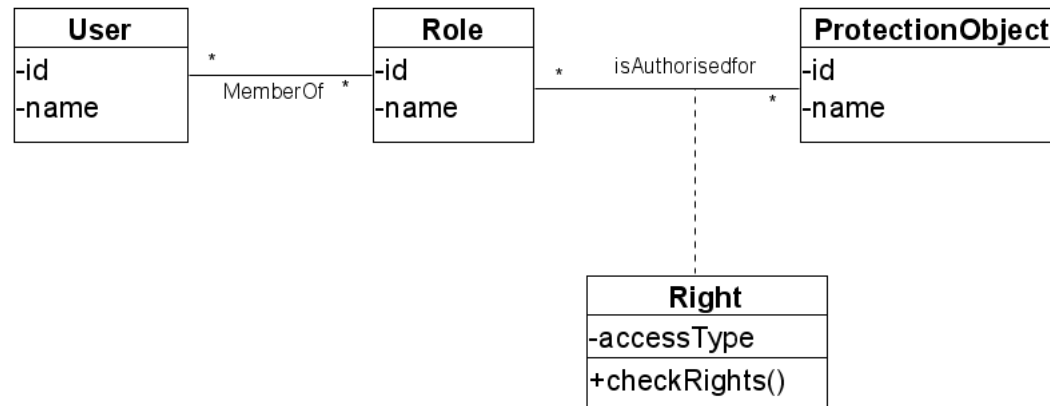 User
-id
-name
*
MemberOf *
Role
-id
-name
*
isAuthorisedfor
*
ProtectionObject
-id
-name
Right
-accessType
+checkRights()